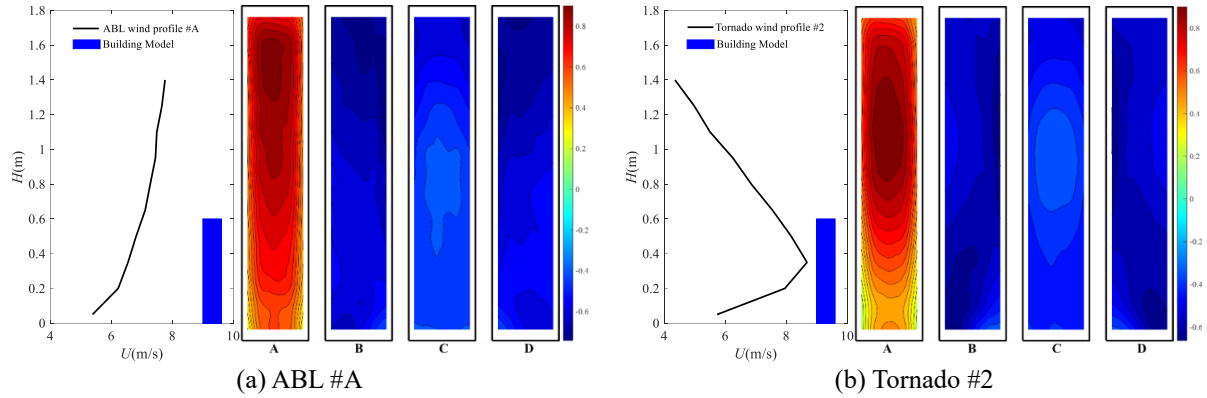 ABL wind profile #A
Building Model
1.8
1.6
1.4
1.2
1
0.8
0.6
0.4
0.2
0
H(m)
4
6
8
10
U(m/s)
A
B
C
D
0.8
0.6
0.4
0.2
0
-0.2
-0.4
-0.6
(a) ABL #A
Tornado wind profile #2
Building Model
1.8
1.6
1.4
1.2
1
0.8
0.6
0.4
0.2
0
H(m)
4
6
8
10
U(m/s)
A
B
C
D
0.8
0.6
0.4
0.2
0
-0.2
-0.4
-0.6
(b) Tornado #2